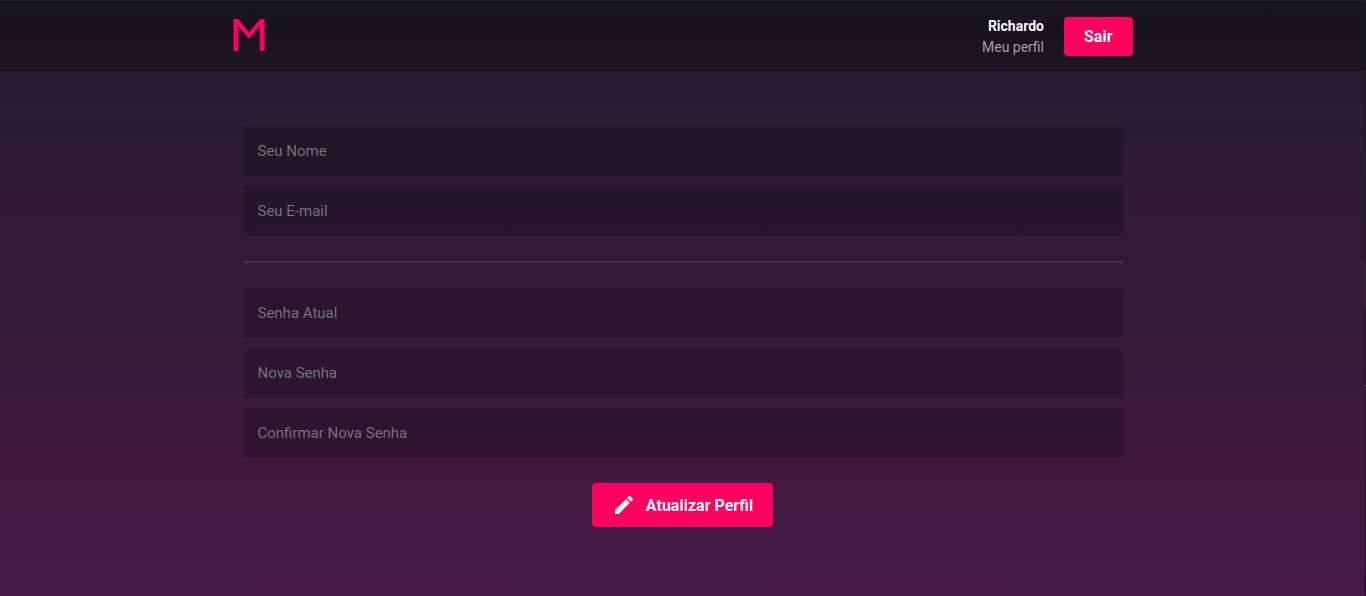 M
Richardo
Meu perfil
Sair
Seu Nome
Seu E-mail
Senha Atual
Nova Senha
Confirmar Nova Senha
Atualizar Perfil